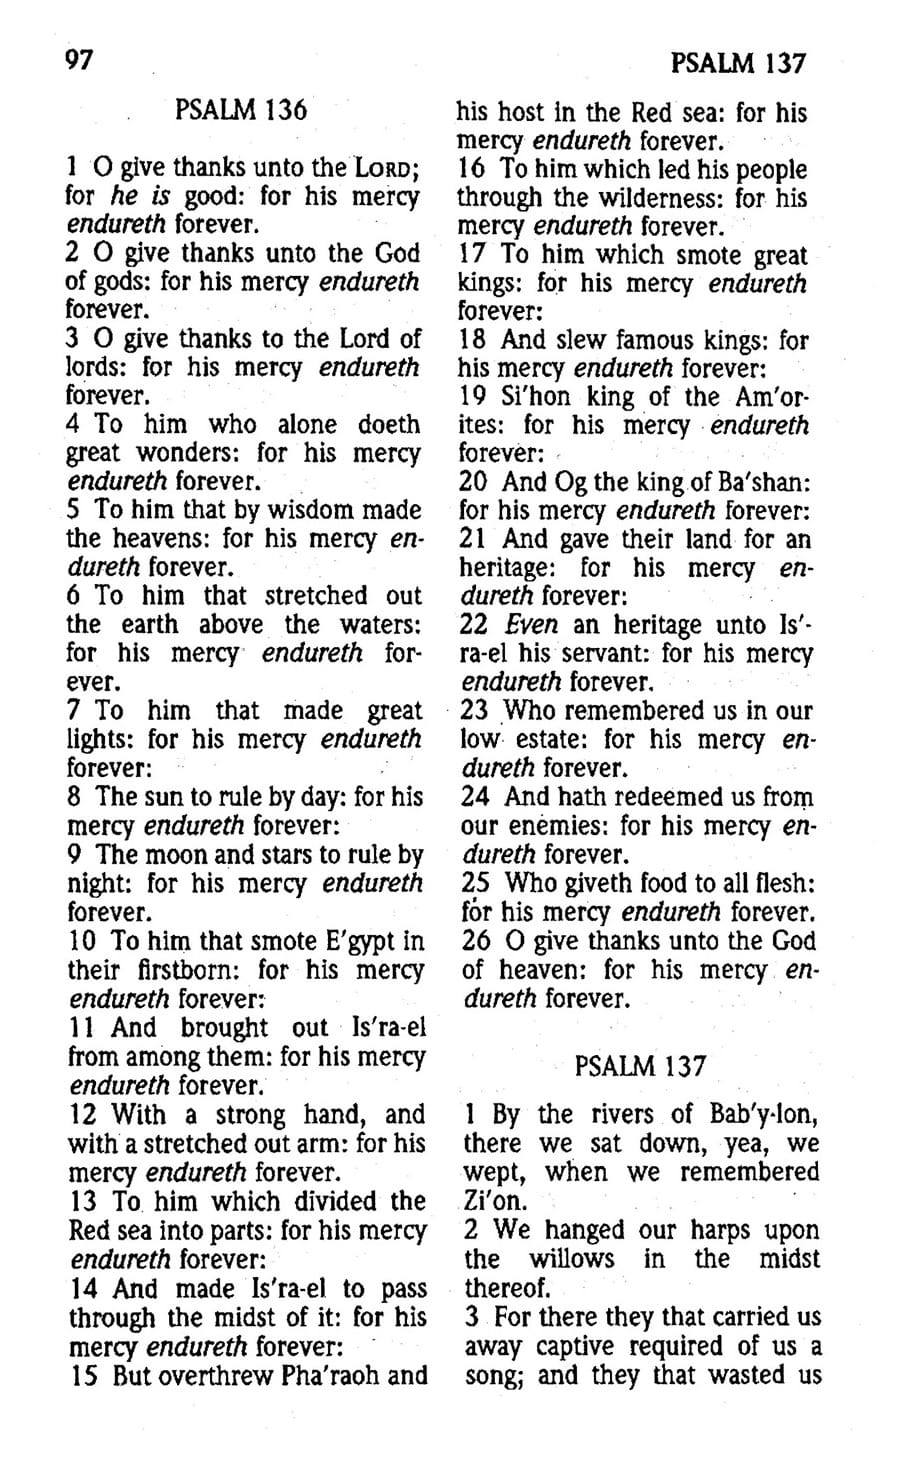 97
PSALM 137
PSALM 136
1 O give thanks unto the LORD;
for he is good: for his mercy
endureth forever.
2 O give thanks unto the God
of gods: for his mercy endureth
forever.
3 O give thanks to the Lord of
lords: for his mercy endureth
forever.
4 To him who alone doeth
great wonders: for his mercy
endureth forever.
5 To him that by wisdom made
the heavens: for his mercy en-
dureth forever.
6 To him that stretched out
the earth above the waters:
for his mercy endureth for-
ever.
7 To him that made great
lights: for his mercy endureth
forever:
8 The sun to rule by day: for his
mercy endureth forever:
9 The moon and stars to rule by
night: for his mercy endureth
forever.
10 To him that smote E'gypt in
their firstborn: for his mercy
endureth forever:
11 And brought out Is'ra-el
from among them: for his mercy
endureth forever.
12 With a strong hand, and
with a stretched out arm: for his
mercy endureth forever.
13 To him which divided the
Red sea into parts: for his mercy
endureth forever:
14 And made Is'ra-el to pass
through the midst of it: for his
mercy endureth forever:
15 But overthrew Pha'raoh and
his host in the Red sea: for his
mercy endureth forever.
16 To him which led his people
through the wilderness: for his
mercy endureth forever.
17 To him which smote great
kings: for his mercy endureth
forever:
18 And slew famous kings: for
his mercy endureth forever:
19 Si'hon king of the Am'or-
ites: for his mercy endureth
forever:
20 And Og the king of Ba'shan:
for his mercy endureth forever:
21 And gave their land for an
heritage: for his mercy en-
dureth forever:
22 Even an heritage unto Is'-
ra-el his servant: for his mercy
endureth forever.
23 Who remembered us in our
low estate: for his mercy en-
dureth forever.
24 And hath redeemed us from
our enemies: for his mercy en-
dureth forever.
25 Who giveth food to all flesh:
for his mercy endureth forever.
26 O give thanks unto the God
of heaven: for his mercy en-
dureth forever.
PSALM 137
1 By the rivers of Bab'y-lon,
there we sat down, yea, we
wept, when we remembered
Zi'on.
2 We hanged our harps upon
the willows in the midst
thereof.
3 For there they that carried us
away captive required of us a
song; and they that wasted us